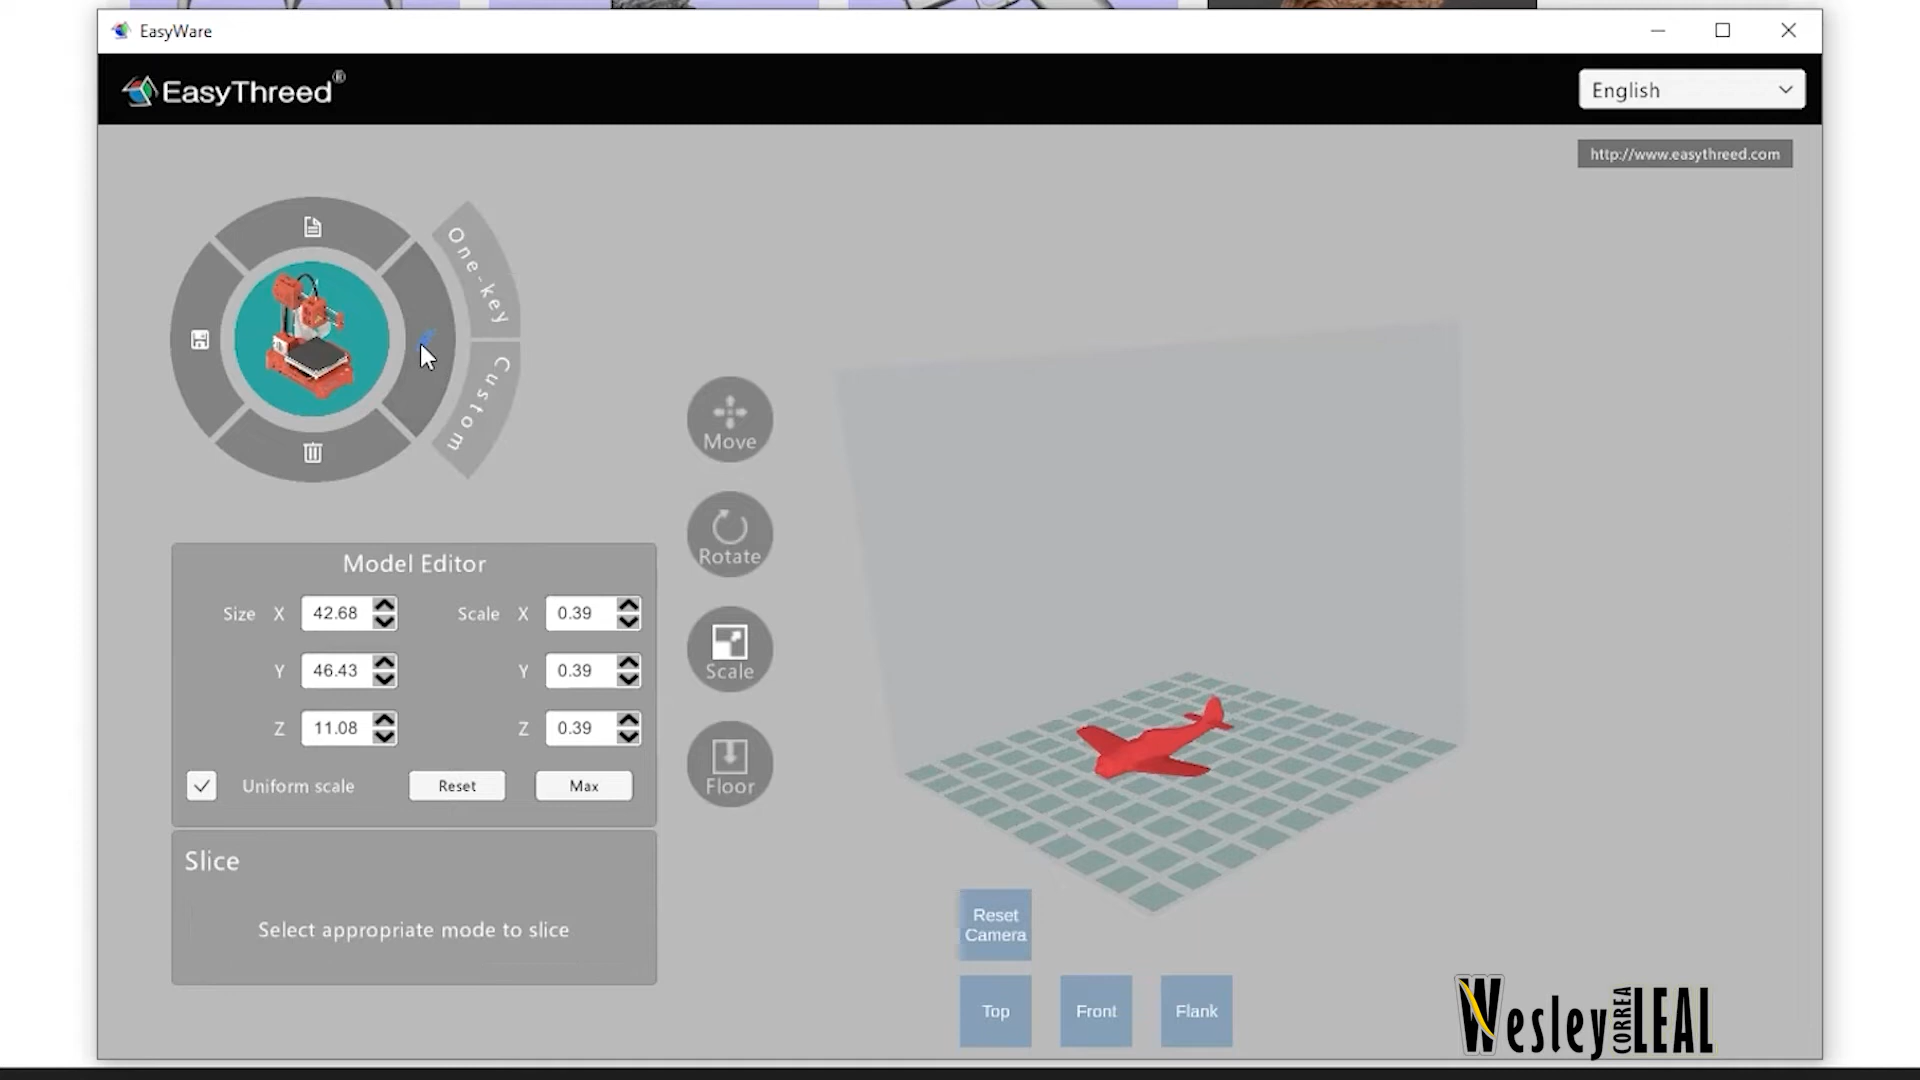 EasyWare
EasyThreed®
English
http://www.easythreed.com
One-key
Custom
Move
Rotate
Scale
Floor
Model Editor
Size X 42.68 Scale X 0.39
Y 46.43 Y 0.39
Z 11.08 Z 0.39
Uniform scale Reset Max
Slice
Select appropriate mode to slice
Reset
Camera
Top Front Flank
Wesley CORREA LEAL